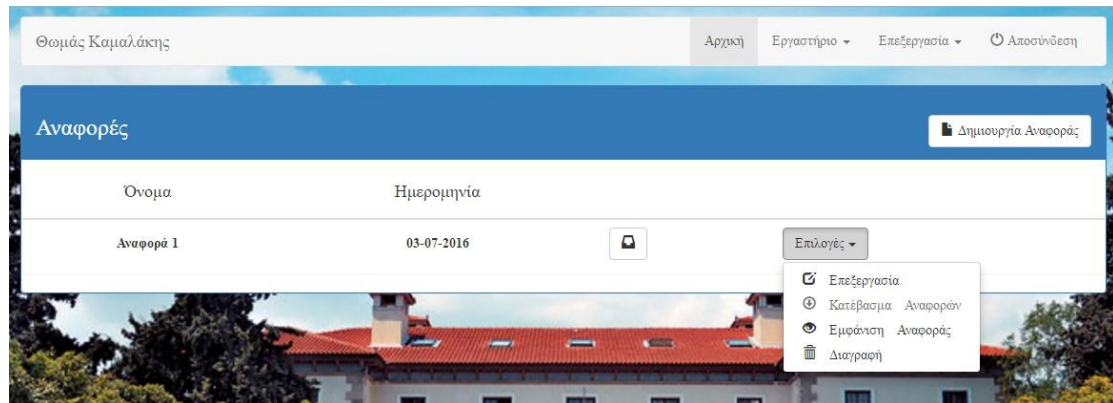 Θωμάς Καμαλάκης Αρχική Εργαστήριο Επεξεργασία Αποσύνδεση
Αναφορές Δημιουργία Αναφοράς
Όνομα Ημερομηνία
Αναφορά 1 03-07-2016 Επιλογές
Επεξεργασία
Κατέβασμα Αναφορών
Εμφάνιση Αναφοράς
Διαγραφή